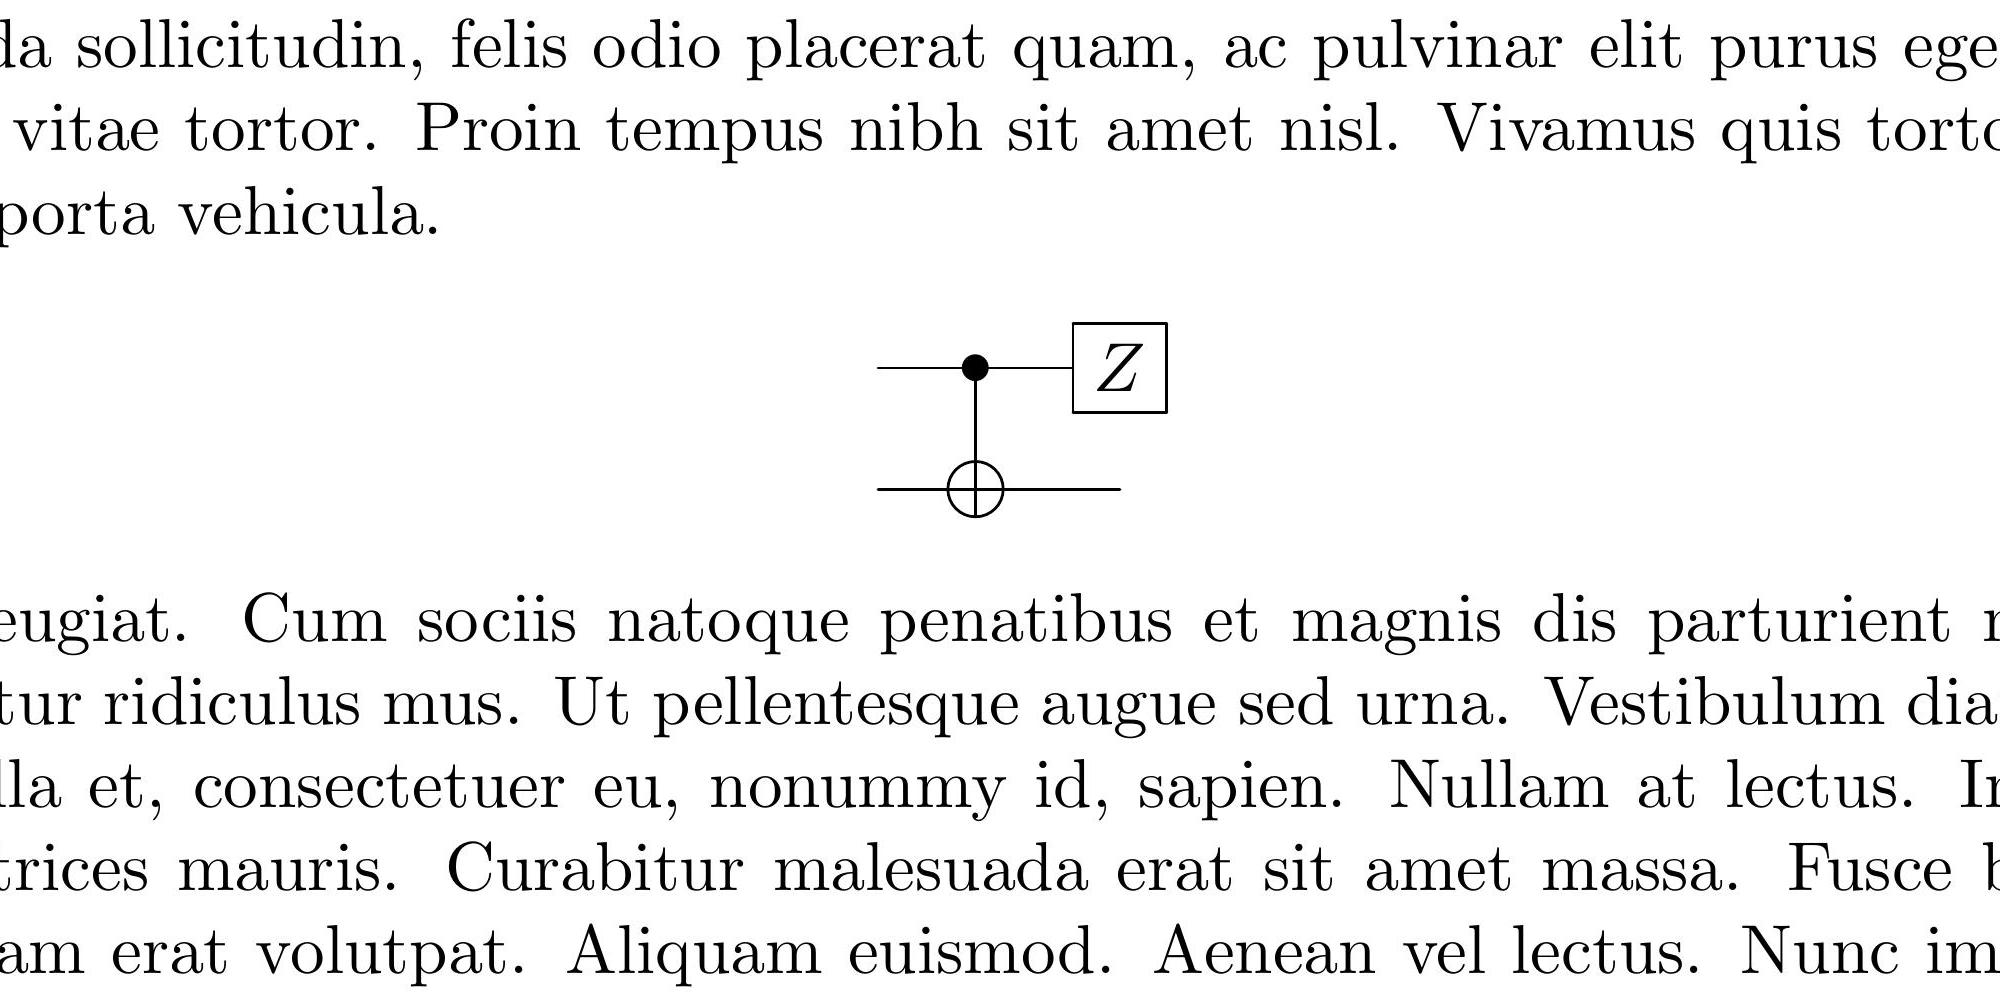 da sollicitudin, felis odio placerat quam, ac pulvinar elit purus ege
vitae tortor. Proin tempus nibh sit amet nisl. Vivamus quis torto
porta vehicula.
Z
eugiat. Cum sociis natoque penatibus et magnis dis parturient
tur ridiculus mus. Ut pellentesque augue sed urna. Vestibulum dia
lla et, consectetuer eu, nonummy id, sapien. Nullam at lectus. In
trices mauris. Curabitur malesuada erat sit amet massa. Fusce
am erat volutpat. Aliquam euismod. Aenean vel lectus. Nunc im